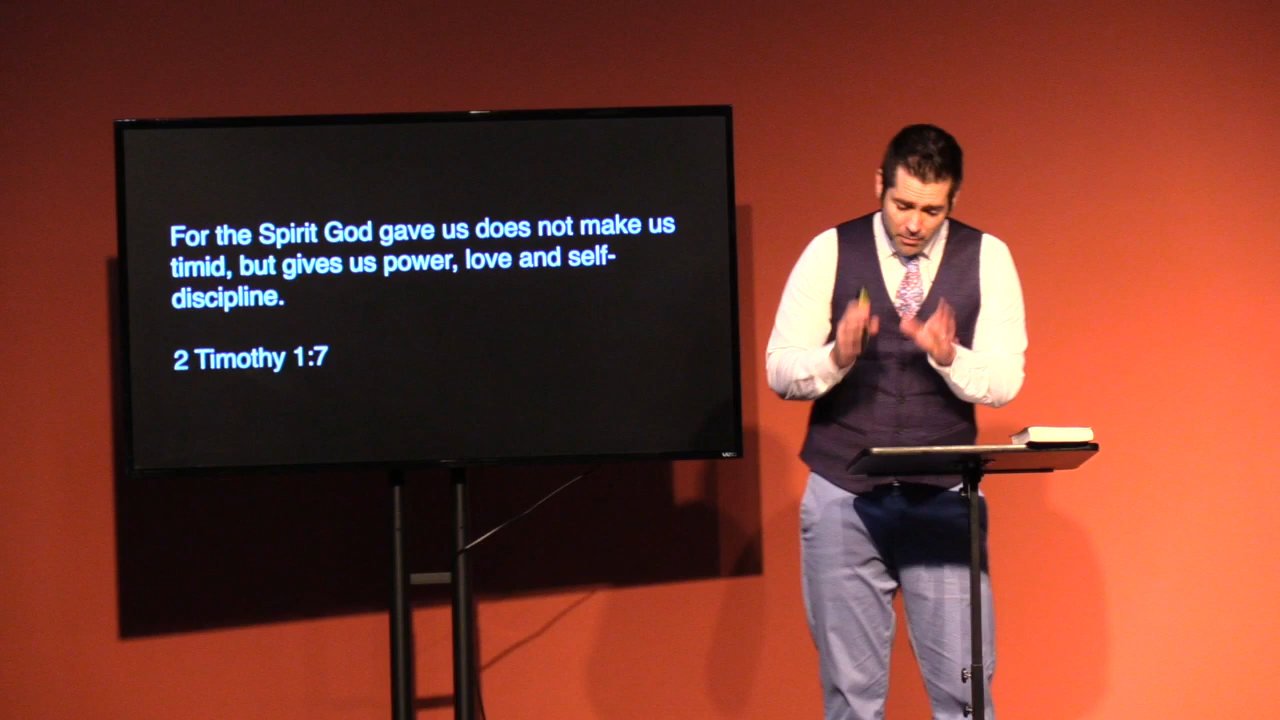 For the Spirit God gave us does not make us
timid, but gives us power, love and self-
discipline.
2 Timothy 1:7
VIZIO